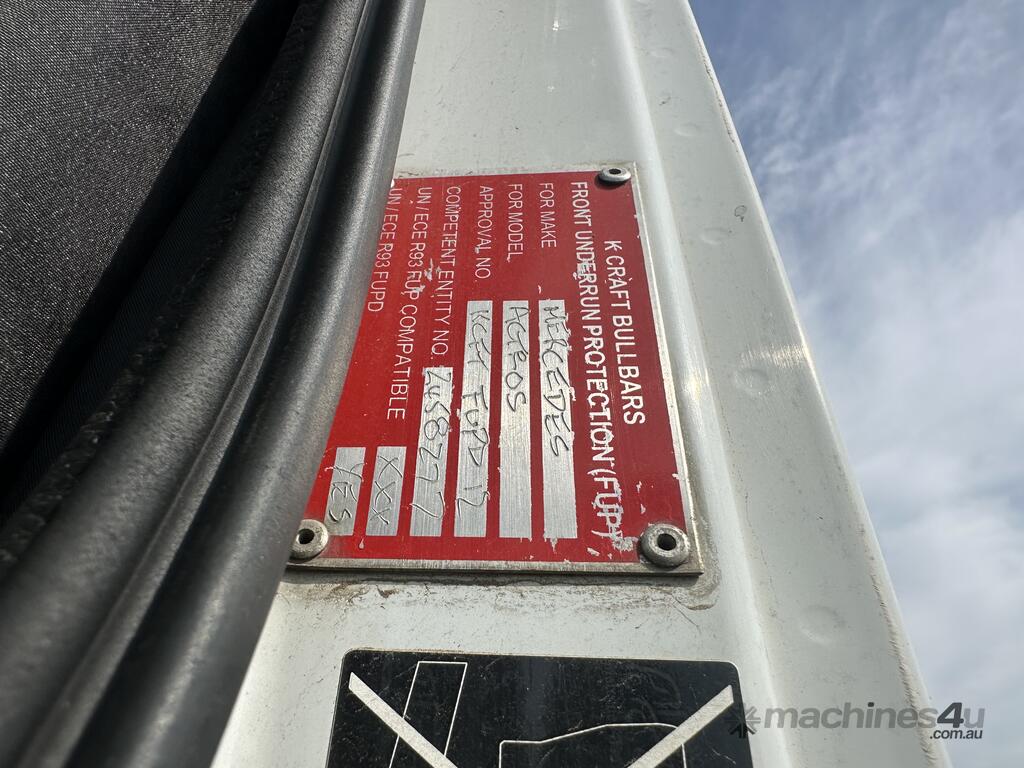 K CRAFT BULLBARS
FRONT UNDERRUN PROTECTION (FUP)
FOR MAKE MERCEDES
FOR MODEL ACTROS
APPROVAL NO. FUPD 12
COMPETENT ENTITY NO.
UN / ECE R93 FUP COMPATIBLE XXX
UN / ECE R93 FUPD YES
machines4u
.com.au